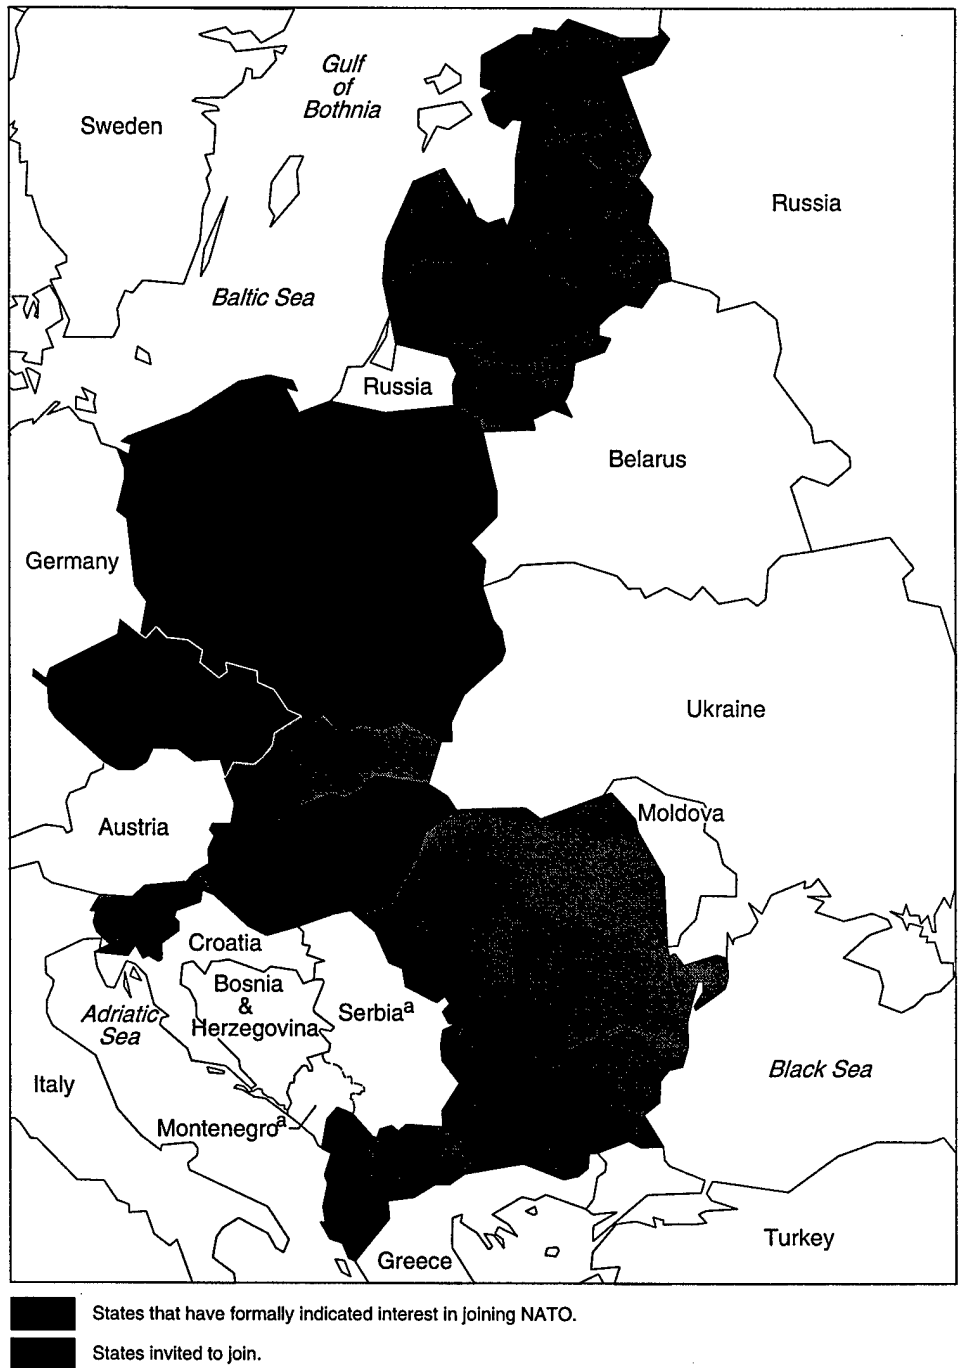 Gulf
of
Bothnia
Sweden
Russia
Baltic Sea
Russia
Belarus
Germany
Ukraine
Moldova
Austria
Croatia
Bosnia
&
Herzegovina
Serbiaa
Adriatic
Sea
Black Sea
Italy
Montenegroa
Turkey
Greece
States that have formally indicated interest in joining NATO.
States invited to join.